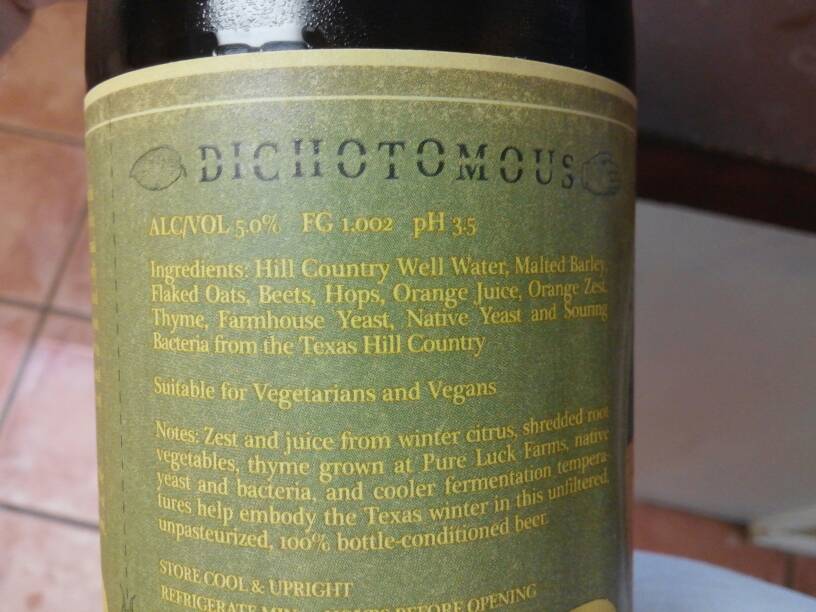 DICHOTOMOUS
ALC/VOL 5.0% FG 1.002 pH 3.5
Ingredients: Hill Country Well Water, Malted Barley,
Flaked Oats, Beets, Hops, Orange Juice, Orange Zest,
Thyme, Farmhouse Yeast, Native Yeast and Souring
Bacteria from the Texas Hill Country
Suitable for Vegetarians and Vegans
Notes: Zest and juice from winter citrus, shredded root
vegetables, thyme grown at Pure Luck Farms, native
yeast and bacteria, and cooler fermentation tempera-
tures help embody the Texas winter in this unfiltered,
unpasteurized, 100% bottle-conditioned beer.
STORE COOL & UPRIGHT
REFRIGERATE BEFORE OPENING